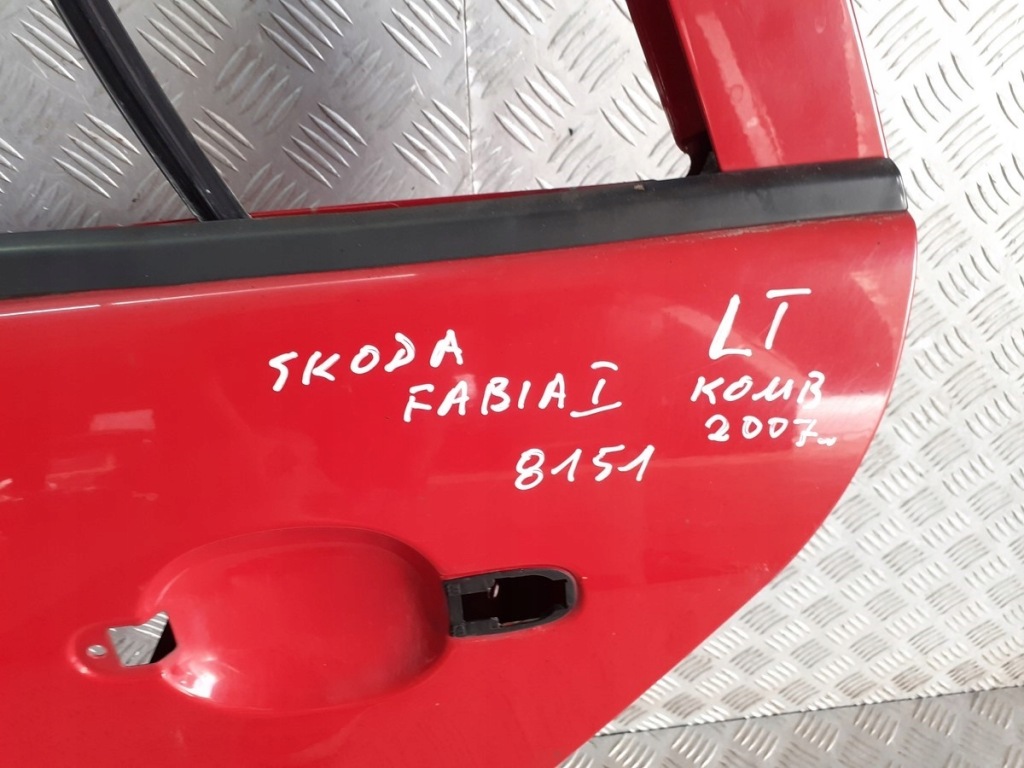 SKODA
FABIA I
8151
LT
KOMB
2007